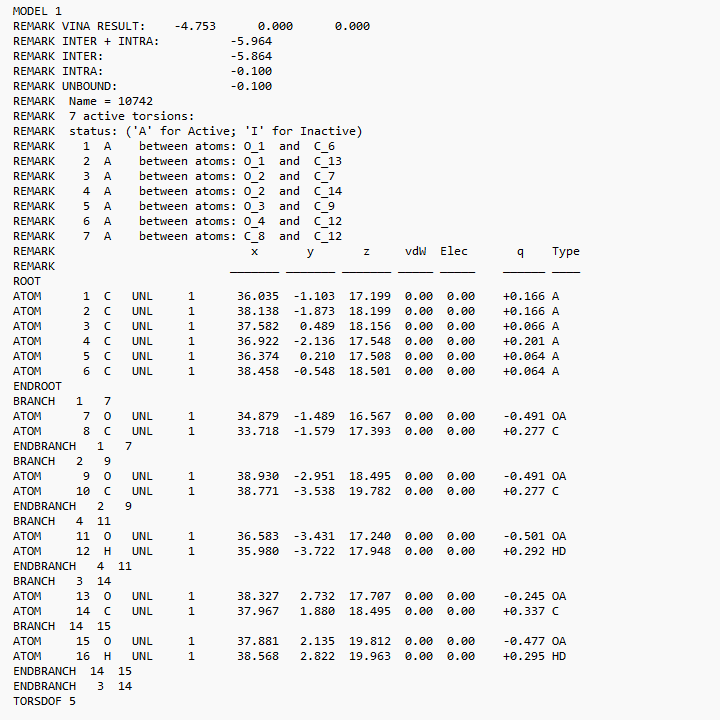 MODEL 1
REMARK VINA RESULT:    -4.753      0.000      0.000
REMARK INTER + INTRA:          -5.964
REMARK INTER:                  -5.864
REMARK INTRA:                  -0.100
REMARK UNBOUND:                -0.100
REMARK  Name = 10742
REMARK  7 active torsions:
REMARK  status: ('A' for Active; 'I' for Inactive)
REMARK    1  A    between atoms: O_1  and  C_6
REMARK    2  A    between atoms: O_1  and  C_13
REMARK    3  A    between atoms: O_2  and  C_7
REMARK    4  A    between atoms: O_2  and  C_14
REMARK    5  A    between atoms: O_3  and  C_9
REMARK    6  A    between atoms: O_4  and  C_12
REMARK    7  A    between atoms: C_8  and  C_12
REMARK                            x       y       z     vdW  Elec       q    Type
REMARK                         _______ _______ _______ _____ _____    ______ ____
ROOT
ATOM      1  C   UNL     1      36.035  -1.103  17.199  0.00  0.00    +0.166 A
ATOM      2  C   UNL     1      38.138  -1.873  18.199  0.00  0.00    +0.166 A
ATOM      3  C   UNL     1      37.582   0.489  18.156  0.00  0.00    +0.066 A
ATOM      4  C   UNL     1      36.922  -2.136  17.548  0.00  0.00    +0.201 A
ATOM      5  C   UNL     1      36.374   0.210  17.508  0.00  0.00    +0.064 A
ATOM      6  C   UNL     1      38.458  -0.548  18.501  0.00  0.00    +0.064 A
ENDROOT
BRANCH   1   7
ATOM      7  O   UNL     1      34.879  -1.489  16.567  0.00  0.00    -0.491 OA
ATOM      8  C   UNL     1      33.718  -1.579  17.393  0.00  0.00    +0.277 C
ENDBRANCH   1   7
BRANCH   2   9
ATOM      9  O   UNL     1      38.930  -2.951  18.495  0.00  0.00    -0.491 OA
ATOM     10  C   UNL     1      38.771  -3.538  19.782  0.00  0.00    +0.277 C
ENDBRANCH   2   9
BRANCH   4  11
ATOM     11  O   UNL     1      36.583  -3.431  17.240  0.00  0.00    -0.501 OA
ATOM     12  H   UNL     1      35.980  -3.722  17.948  0.00  0.00    +0.292 HD
ENDBRANCH   4  11
BRANCH   3  14
ATOM     13  O   UNL     1      38.327   2.732  17.707  0.00  0.00    -0.245 OA
ATOM     14  C   UNL     1      37.967   1.880  18.495  0.00  0.00    +0.337 C
BRANCH  14  15
ATOM     15  O   UNL     1      37.881   2.135  19.812  0.00  0.00    -0.477 OA
ATOM     16  H   UNL     1      38.568   2.822  19.963  0.00  0.00    +0.295 HD
ENDBRANCH  14  15
ENDBRANCH   3  14
TORSDOF 5